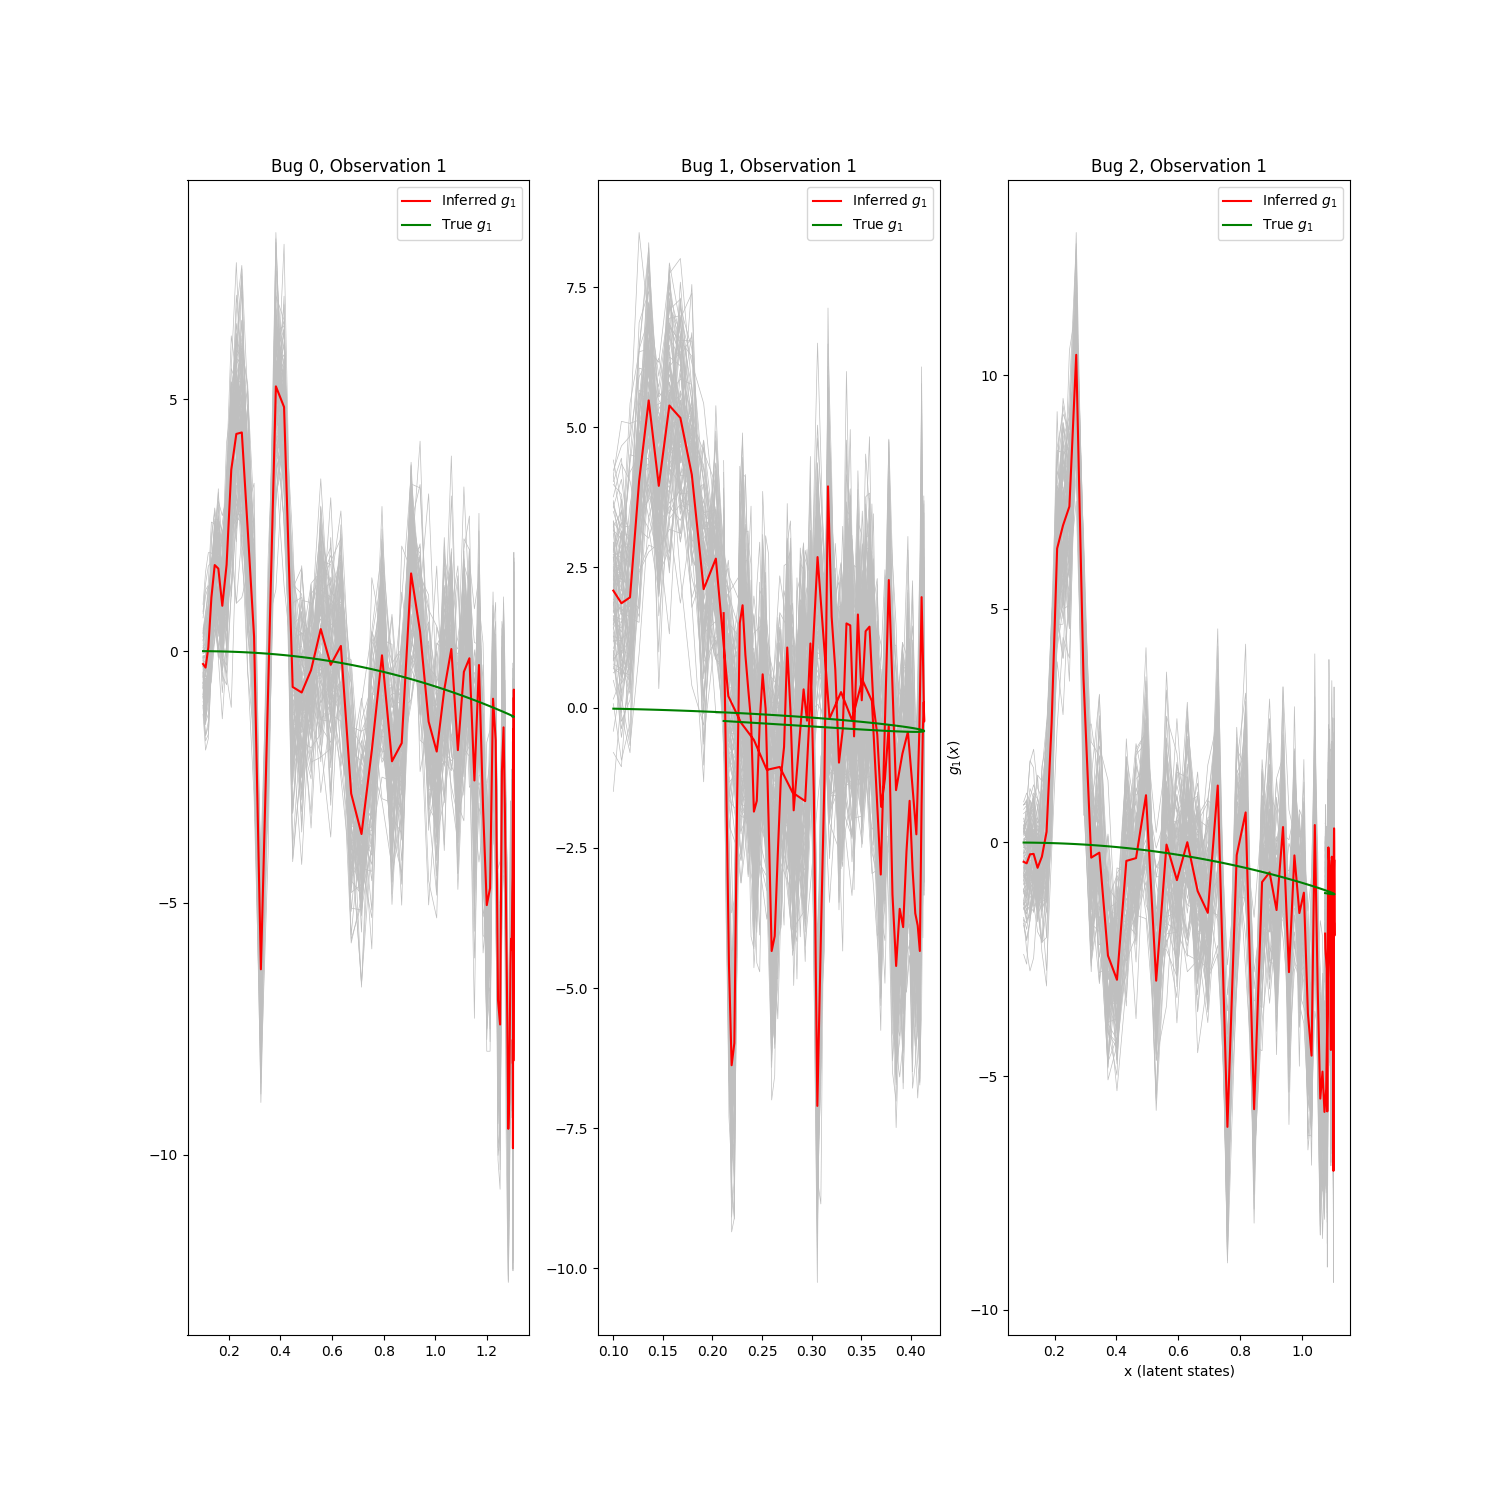 Bug 0, Observation 1
Inferred g₁
True g₁
5
0
−5
−10
0.2 0.4 0.6 0.8 1.0 1.2
Bug 1, Observation 1
Inferred g₁
True g₁
7.5
5.0
2.5
0.0
−2.5
−5.0
−7.5
−10.0
0.10 0.15 0.20 0.25 0.30 0.35 0.40
Bug 2, Observation 1
Inferred g₁
True g₁
g₁(x)
10
5
0
−5
−10
0.2 0.4 0.6 0.8 1.0
x (latent states)